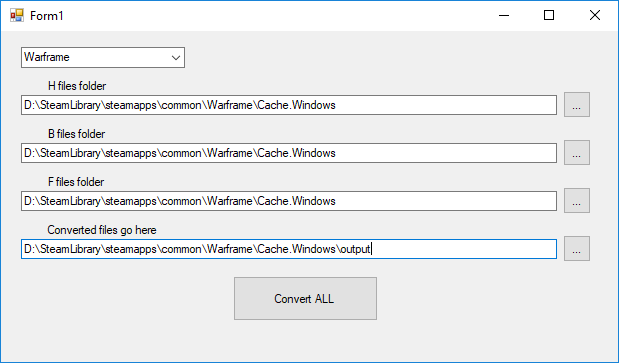 Form1
Warframe
H files folder
D:\SteamLibrary\steamapps\common\Warframe\Cache.Windows
...
B files folder
D:\SteamLibrary\steamapps\common\Warframe\Cache.Windows
...
F files folder
D:\SteamLibrary\steamapps\common\Warframe\Cache.Windows
...
Converted files go here
D:\SteamLibrary\steamapps\common\Warframe\Cache.Windows\output
...
Convert ALL